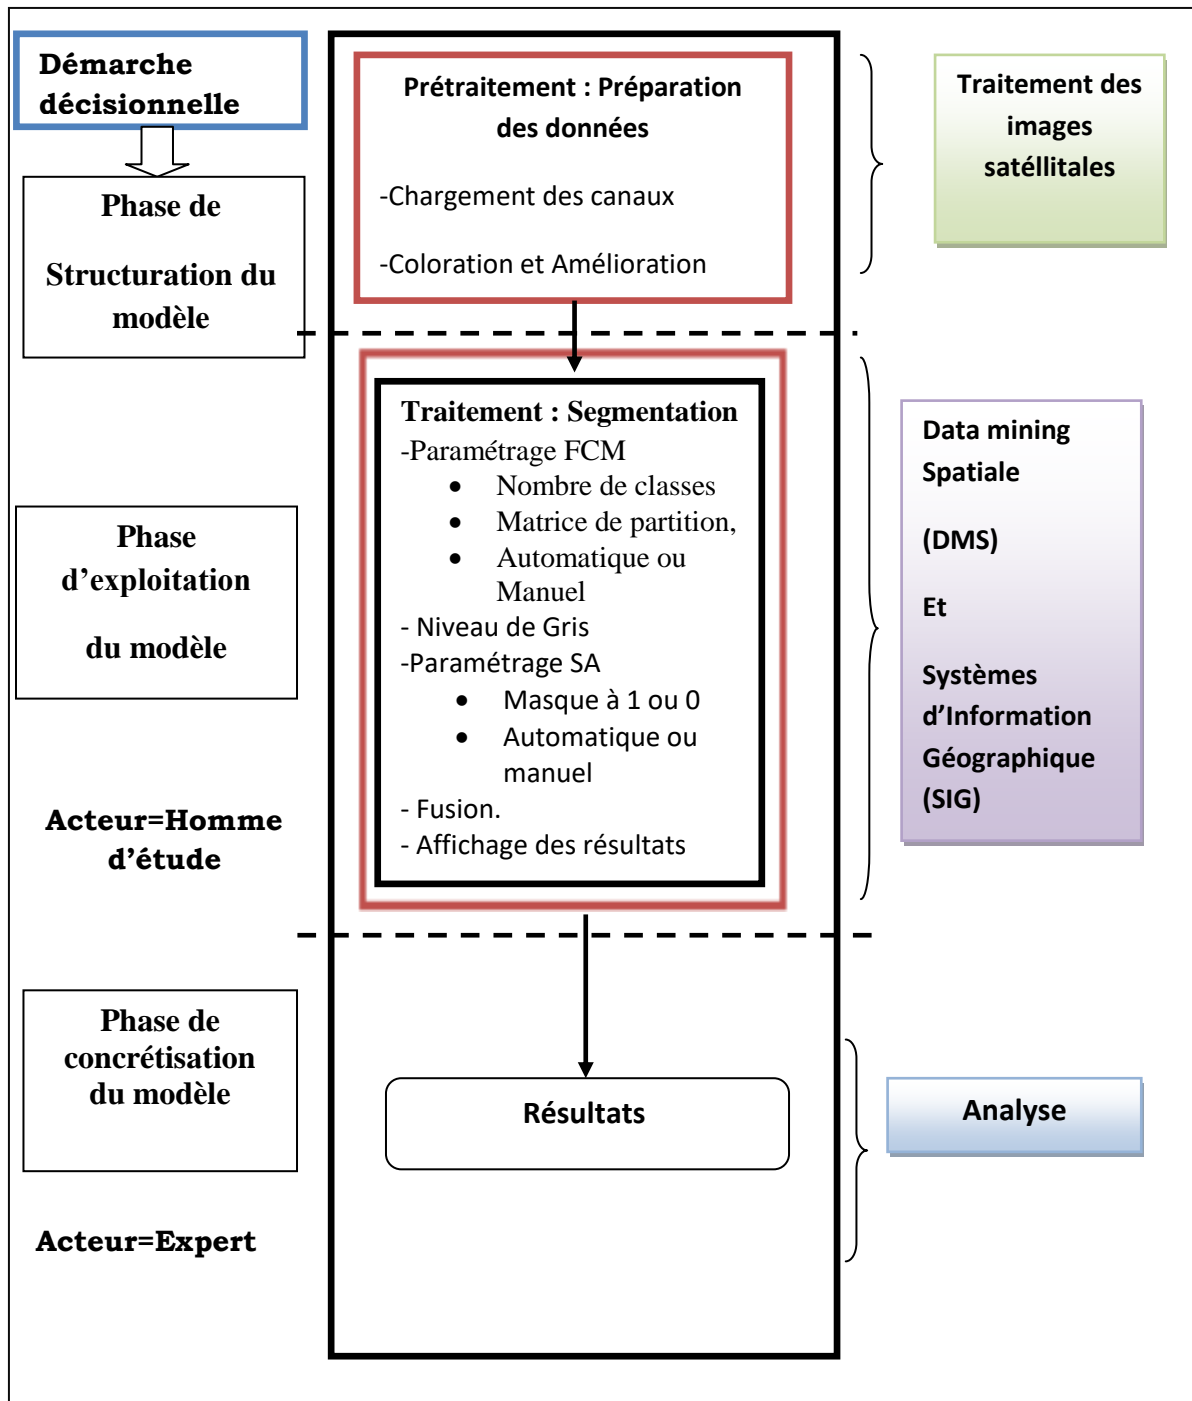 Démarche
décisionnelle
Phase de
Structuration du
modèle
Phase
d’exploitation
du modèle
Acteur=Homme
d’étude
Phase de
concrétisation
du modèle
Acteur=Expert
Prétraitement : Préparation
des données
-Chargement des canaux
-Coloration et Amélioration
Traitement : Segmentation
-Paramétrage FCM
• Nombre de classes
• Matrice de partition,
• Automatique ou
Manuel
- Niveau de Gris
-Paramétrage SA
• Masque à 1 ou 0
• Automatique ou
manuel
- Fusion.
- Affichage des résultats
Résultats
Traitement des
images
satéllitales
Data mining
Spatiale
(DMS)
Et
Systèmes
d’Information
Géographique
(SIG)
Analyse